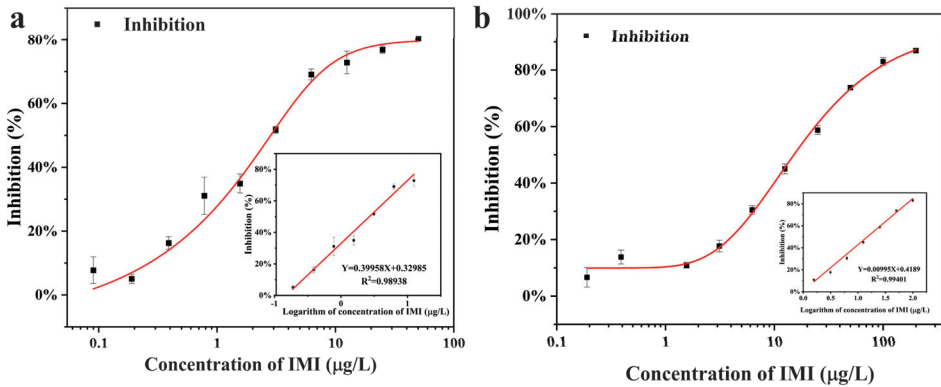 a
Inhibition
80%
60%
40%
20%
0%
Inhibition (%)
0.1
1
10
100
Concentration of IMI (μg/L)
80%
60%
40%
20%
0%
Inhibition (%)
Y=0.39958X+0.32985
R²=0.98938
-1
0
1
Logarithm of concentration of IMI (μg/L)
b
Inhibition
100%
80%
60%
40%
20%
0%
Inhibition (%)
0.1
1
10
100
Concentration of IMI (μg/L)
80%
60%
40%
20%
0%
Inhibition (%)
Y=0.00995X+0.4189
R²=0.99401
0.0
0.5
1.0
1.5
2.0
Logarithm of concentration of IMI (μg/L)